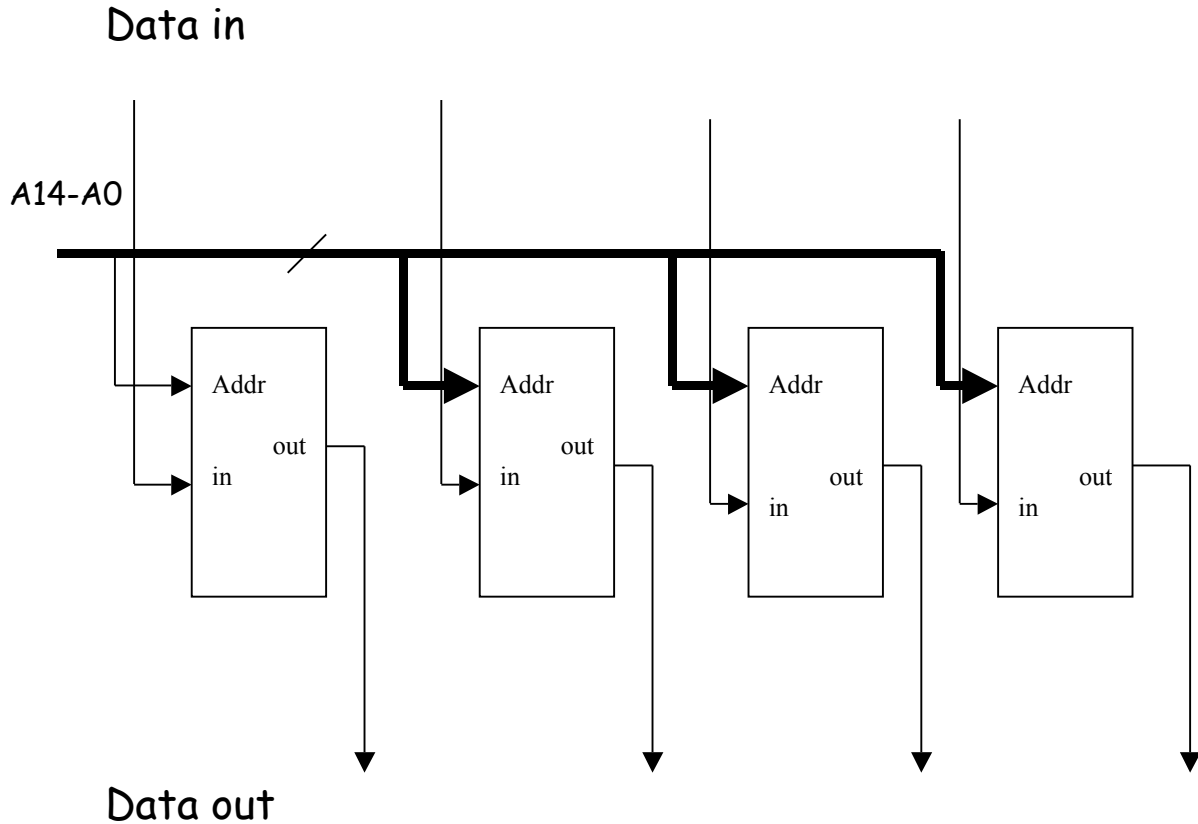 Data in
A14-A0
Addr
in
out
Addr
in
out
Addr
in
out
Addr
in
out
Data out